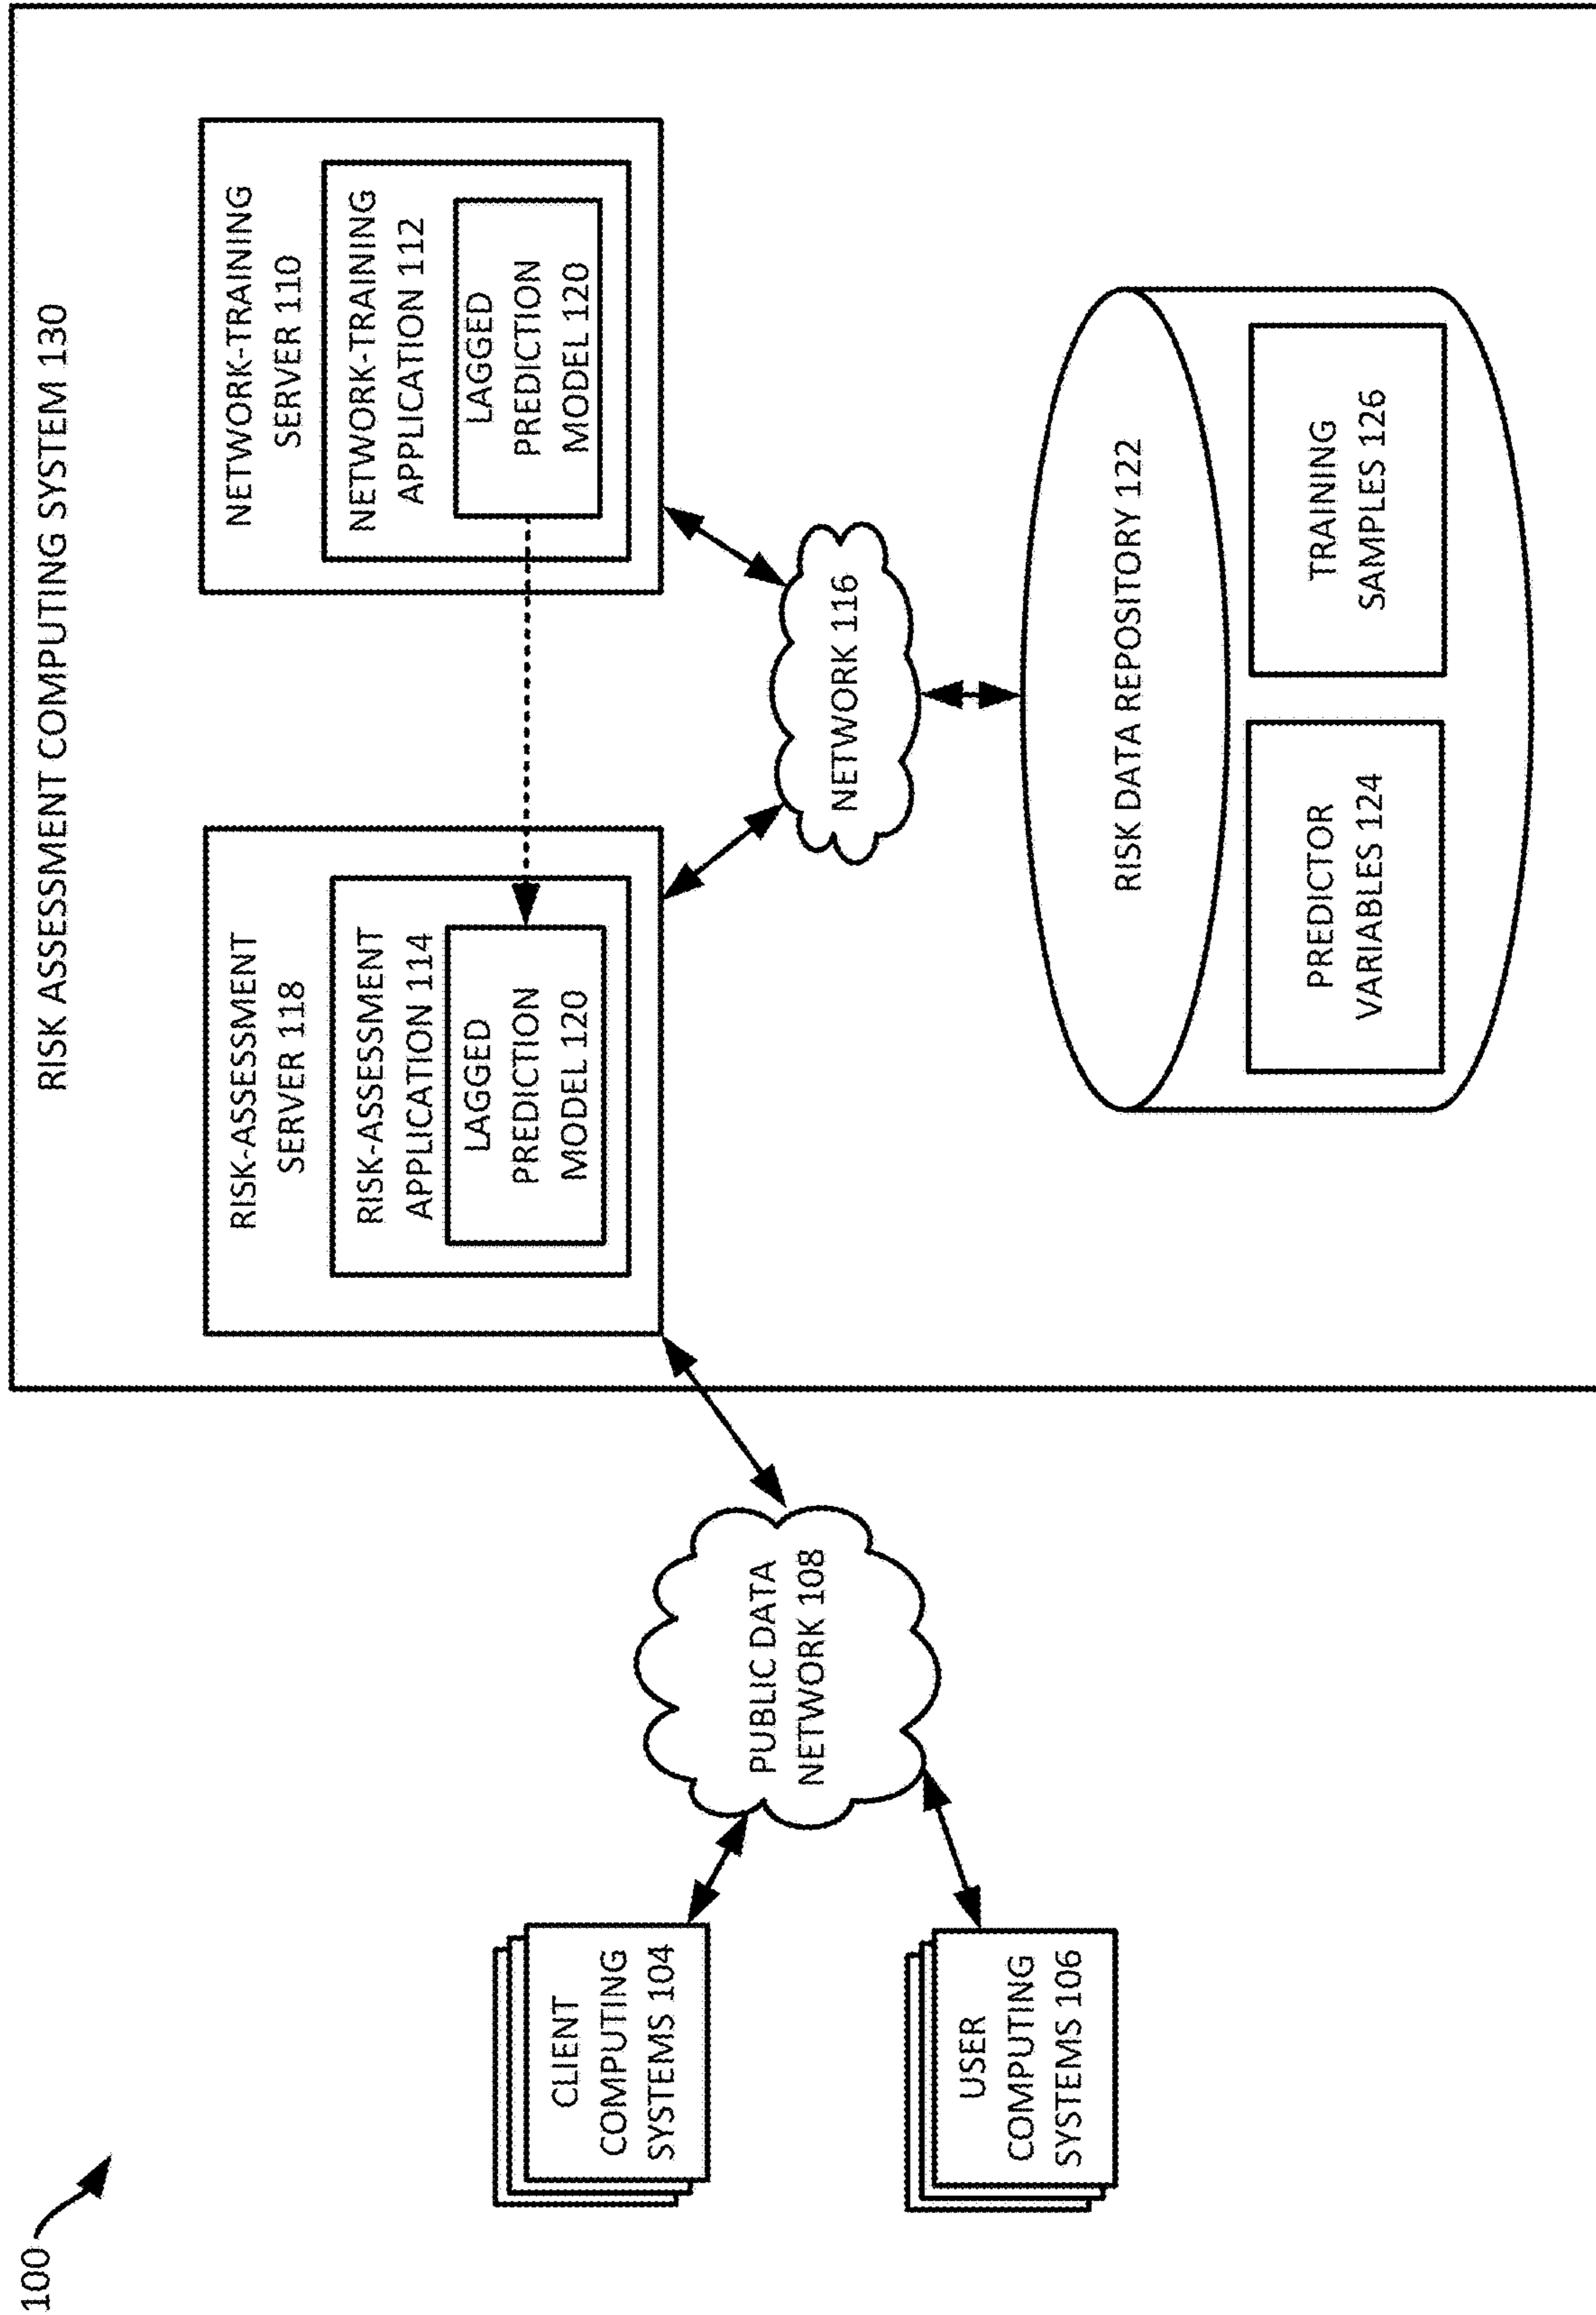 100
RISK ASSESSMENT COMPUTING SYSTEM 130
RISK-ASSESSMENT
SERVER 118
RISK-ASSESSMENT
APPLICATION 114
LAGGED
PREDICTION
MODEL 120
NETWORK-TRAINING
SERVER 110
NETWORK-TRAINING
APPLICATION 112
LAGGED
PREDICTION
MODEL 120
CLIENT
COMPUTING
SYSTEMS 104
PUBLIC DATA
NETWORK 108
NETWORK 116
USER
COMPUTING
SYSTEMS 106
RISK DATA REPOSITORY 122
PREDICTOR
VARIABLES 124
TRAINING
SAMPLES 126